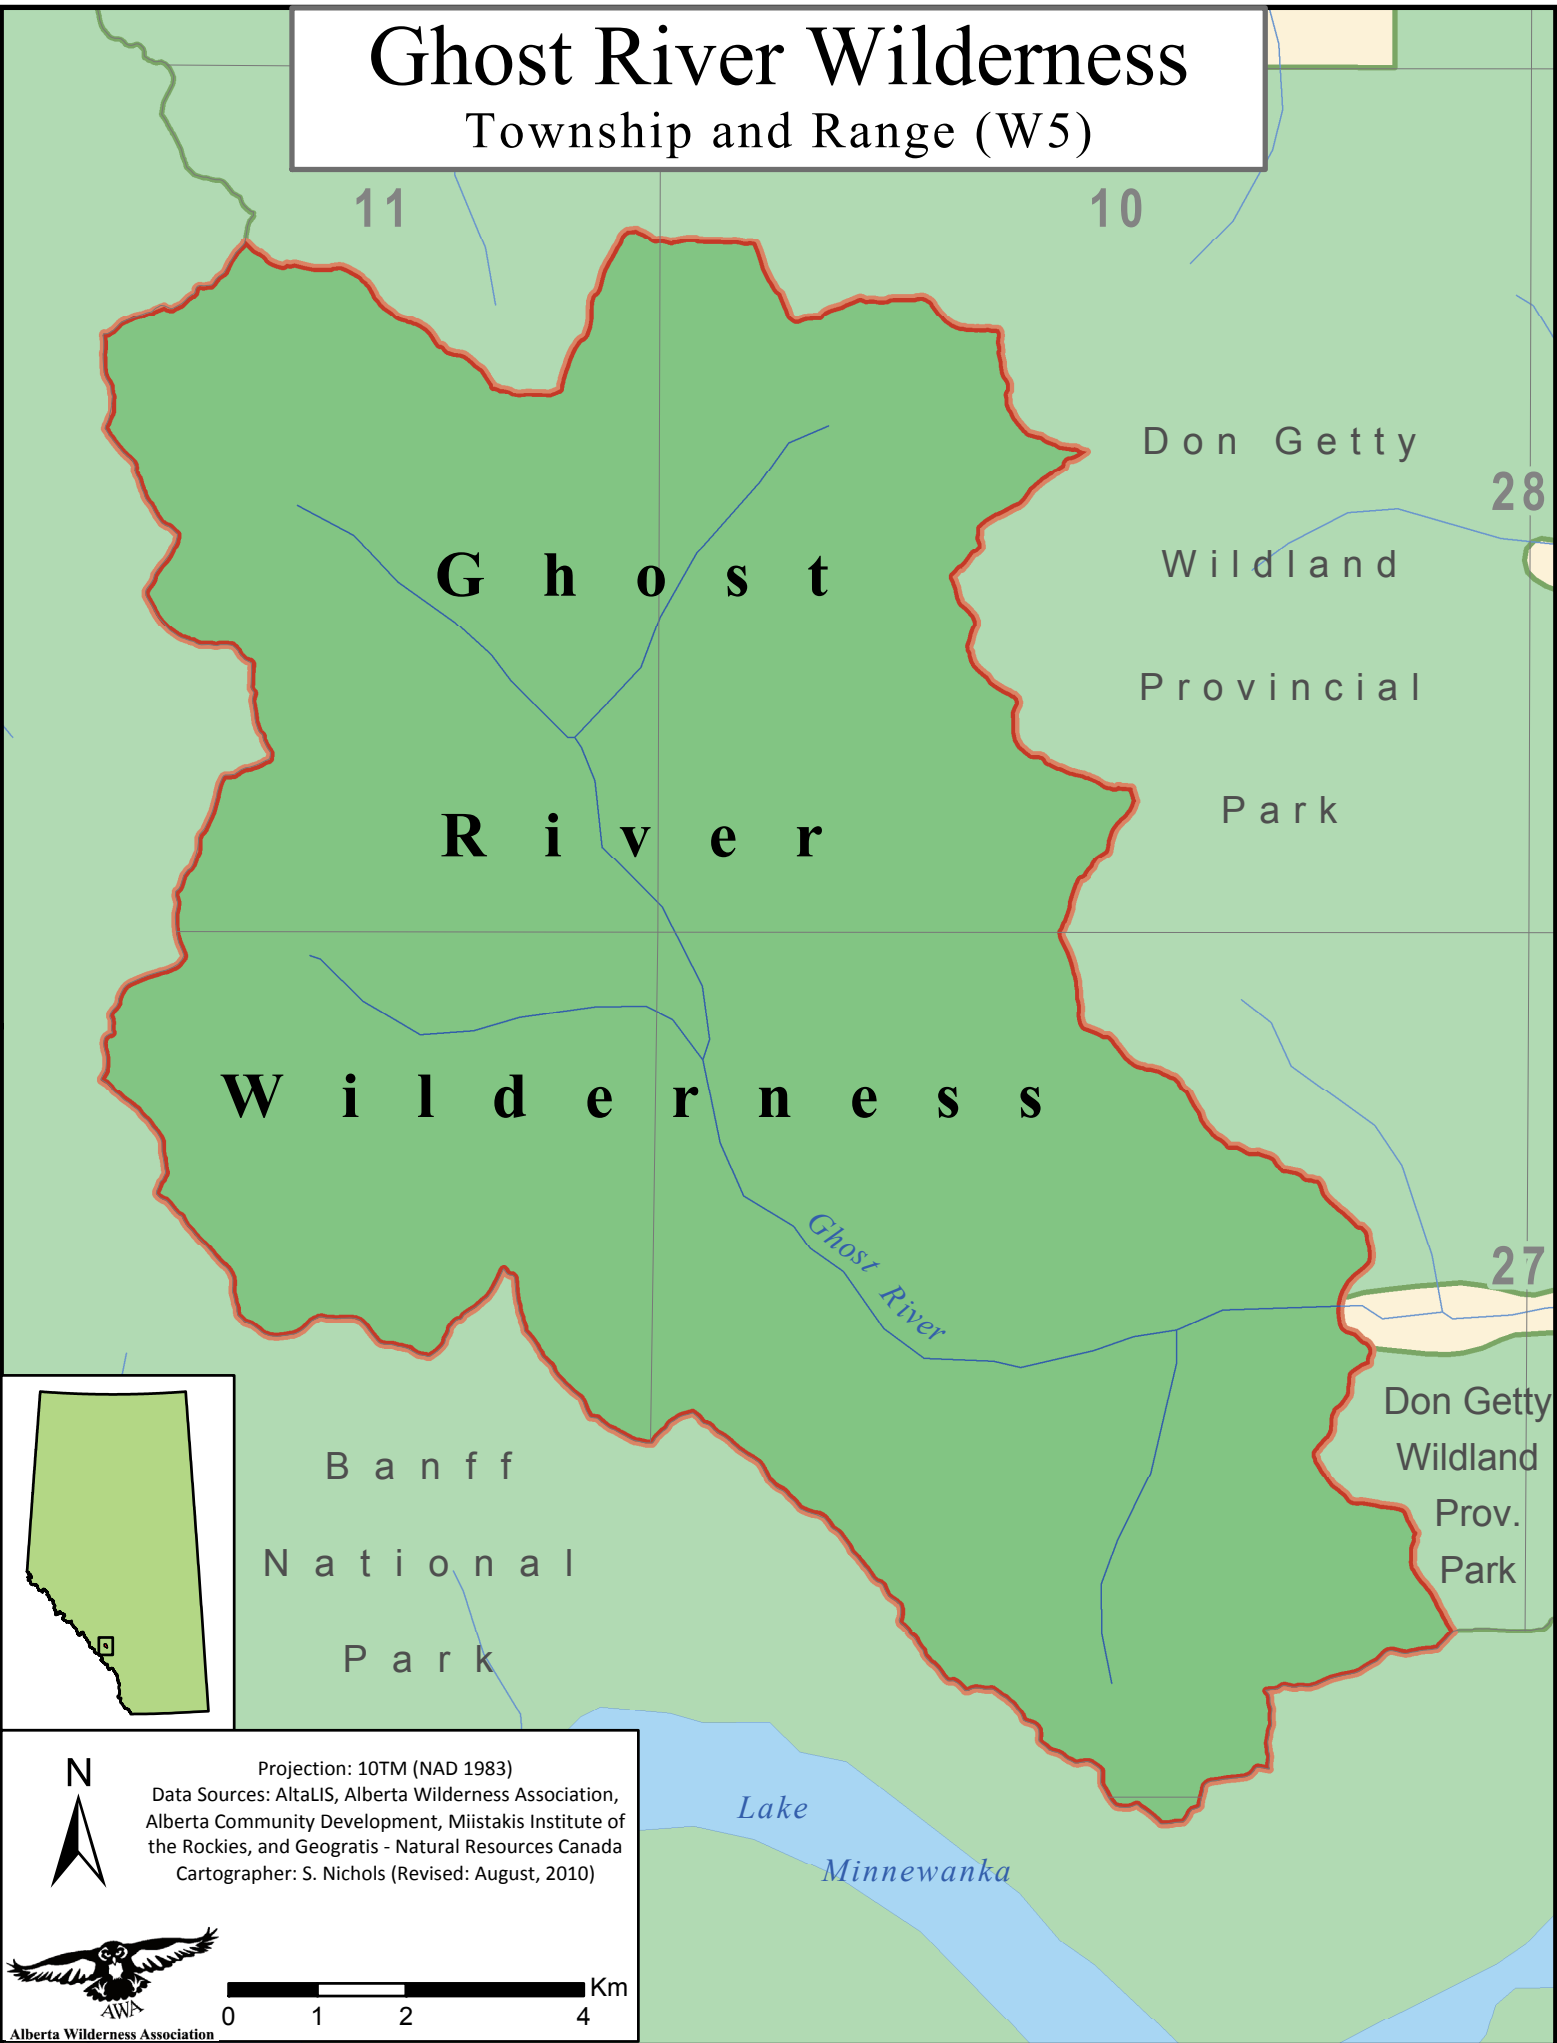 Ghost River Wilderness
Township and Range (W5)
11
10
Don Getty
28
Wildland
Provincial
Park
Ghost
River
Wilderness
Ghost River
27
Don Getty
Wildland
Prov.
Park
Banff
National
Park
Lake
Minnewanka
N
Projection: 10TM (NAD 1983)
Data Sources: AltaLIS, Alberta Wilderness Association,
Alberta Community Development, Miistakis Institute of
the Rockies, and Geogratis - Natural Resources Canada
Cartographer: S. Nichols (Revised: August, 2010)
AWA
Alberta Wilderness Association
Km
0 1 2 4